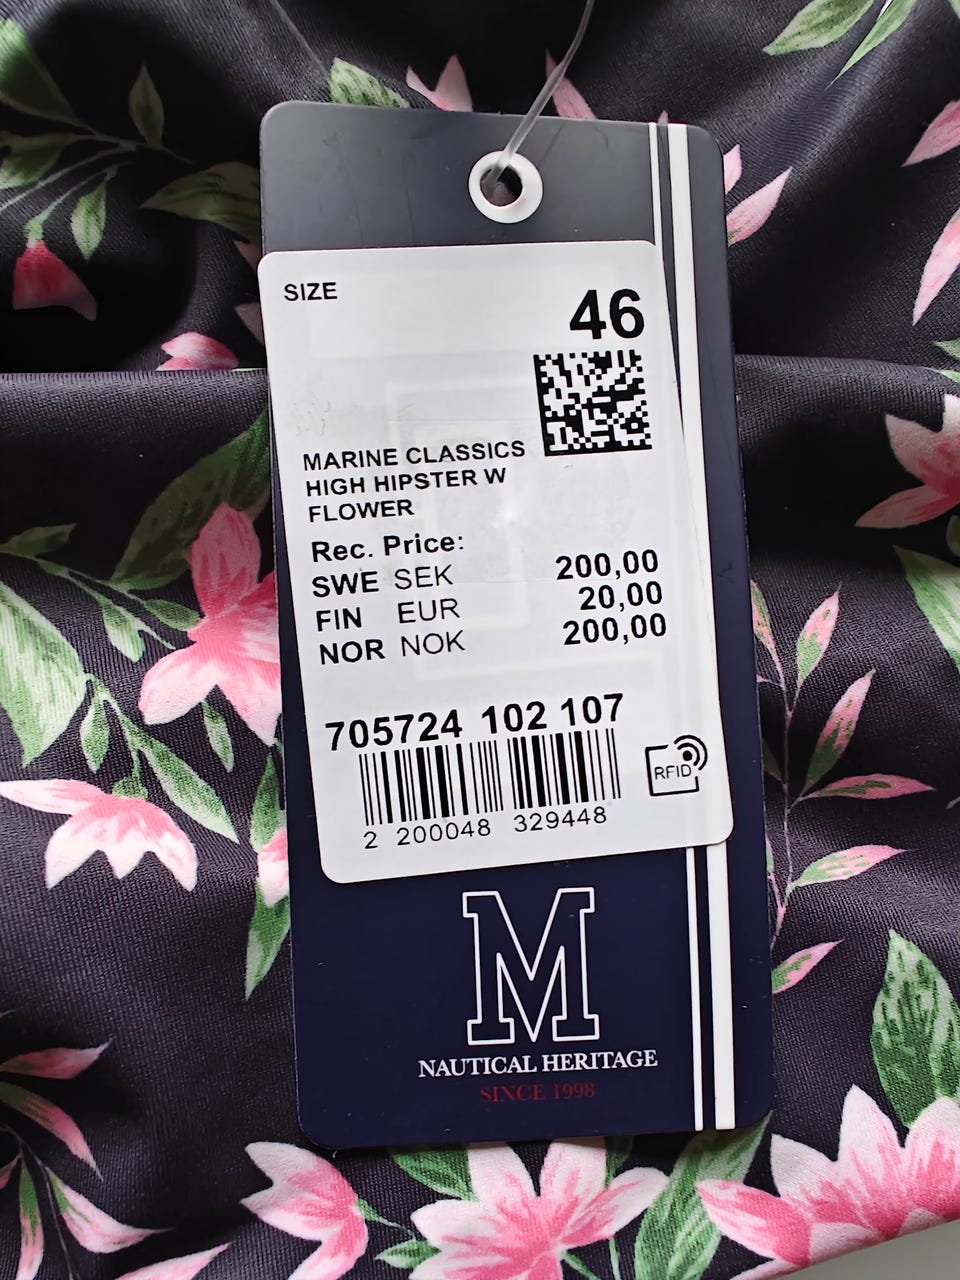 SIZE
46
MARINE CLASSICS
HIGH HIPSTER W
FLOWER
Rec. Price:
SWE SEK 200,00
FIN EUR 20,00
NOR NOK 200,00
705724 102 107
RFID
2 200048 329448
M
NAUTICAL HERITAGE
SINCE 1998